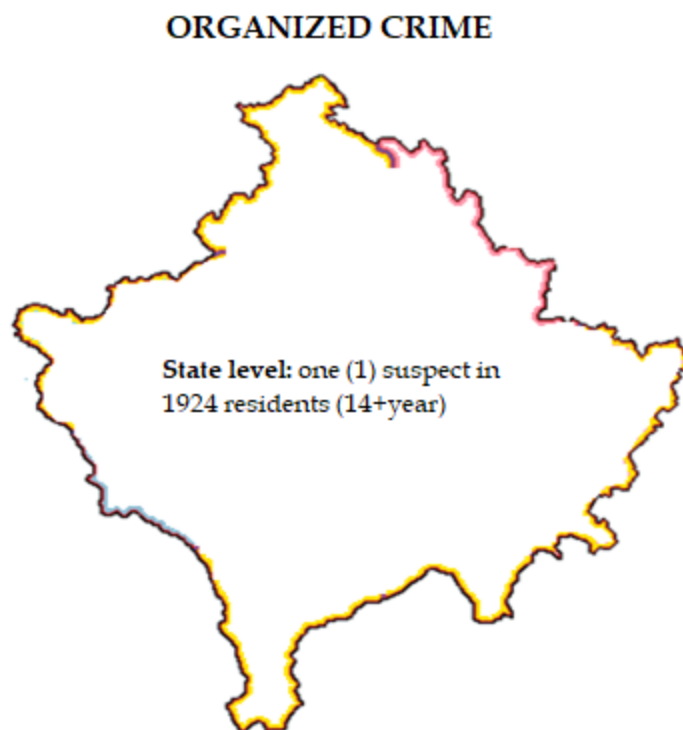 ORGANIZED CRIME
State level: one (1) suspect in
1924 residents (14+year)